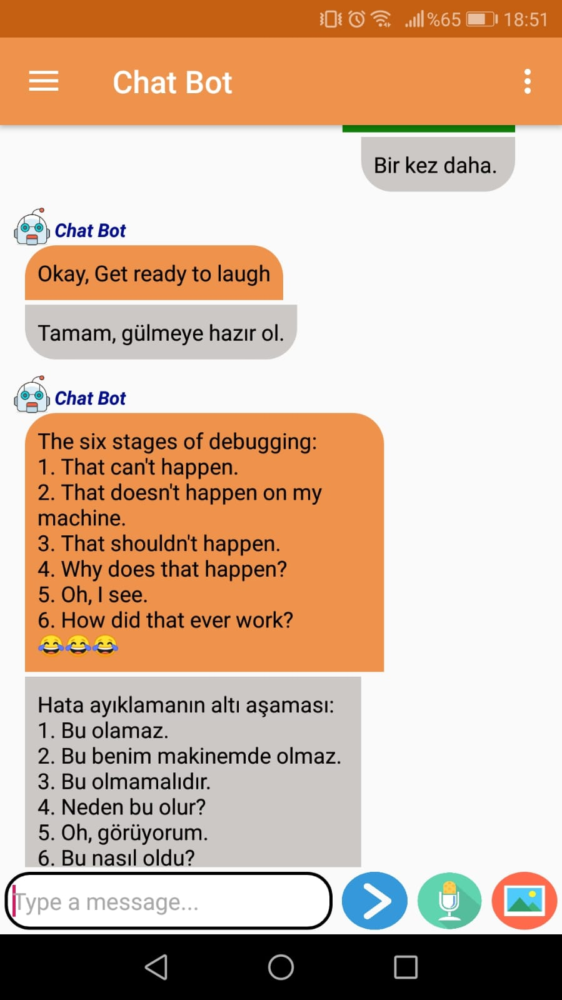 %65 18:51
Chat Bot
Bir kez daha.
Chat Bot
Okay, Get ready to laugh
Tamam, gülmeye hazır ol.
Chat Bot
The six stages of debugging:
1. That can't happen.
2. That doesn't happen on my
machine.
3. That shouldn't happen.
4. Why does that happen?
5. Oh, I see.
6. How did that ever work?
😂😂😂
Hata ayıklamanın altı aşaması:
1. Bu olamaz.
2. Bu benim makinemde olmaz.
3. Bu olmamalıdır.
4. Neden bu olur?
5. Oh, görüyorum.
6. Bu nasıl oldu?
Type a message...